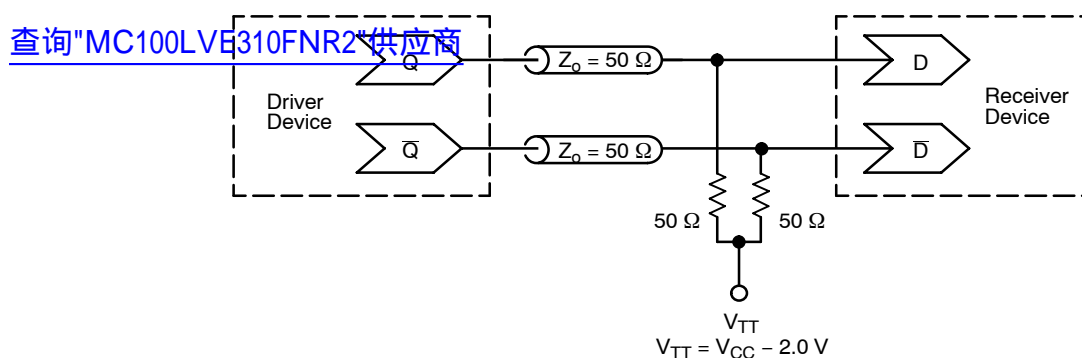 查询"MC100LVE310FNR2"供应商
Q
Zo = 50 Ω
D
Driver
Device
Receiver
Device
Q̅
Zo = 50 Ω
D̅
50 Ω
50 Ω
VTT
VTT = VCC − 2.0 V